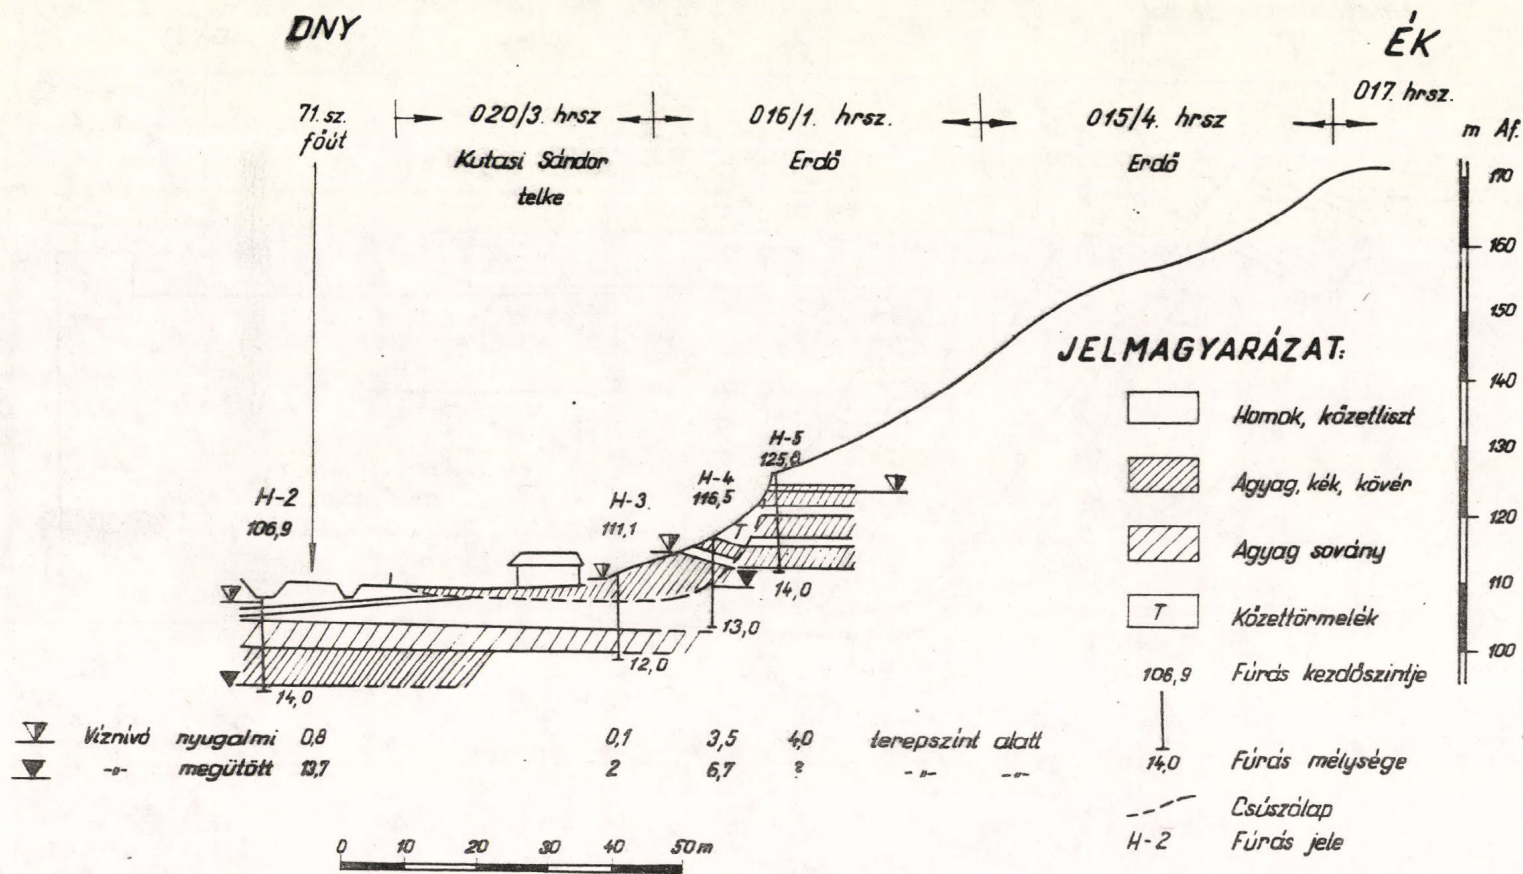 DNY
ÉK
71. sz. főút
020/3. hrsz
Kutasi Sándor telke
016/1. hrsz.
Erdő
015/4. hrsz
Erdő
017. hrsz.
m Af.
170
160
150
140
130
120
110
100
H-2
106,9
H-3.
111,1
H-4
116,5
H-5
125,8
T
14,0
12,0
13,0
14,0
JELMAGYARÁZAT:
Homok, kőzetliszt
Agyag, kék, kövér
Agyag sovány
T Kőzettörmelék
106,9 Fúrás kezdőszintje
14,0 Fúrás mélysége
Csúszólap
H-2 Fúrás jele
Víznívó nyugalmi 0,8 0,1 3,5 4,0 terepszint alatt
-"- megütött 13,7 2 6,7 ? -"- -"-
0 10 20 30 40 50 m